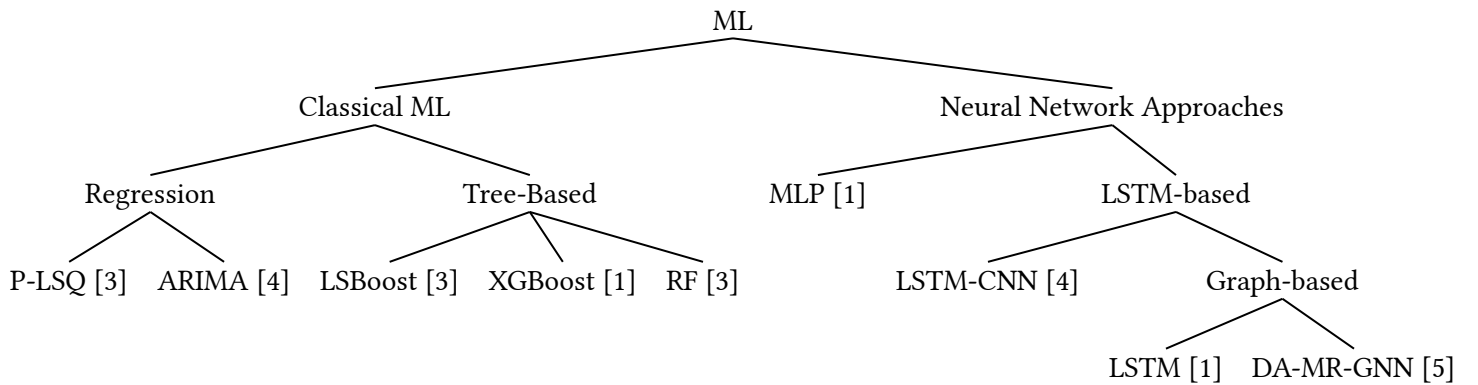 ML
Classical ML
Neural Network Approaches
Regression
Tree-Based
MLP [1]
LSTM-based
P-LSQ [3]
ARIMA [4]
LSBoost [3]
XGBoost [1]
RF [3]
LSTM-CNN [4]
Graph-based
LSTM [1]
DA-MR-GNN [5]